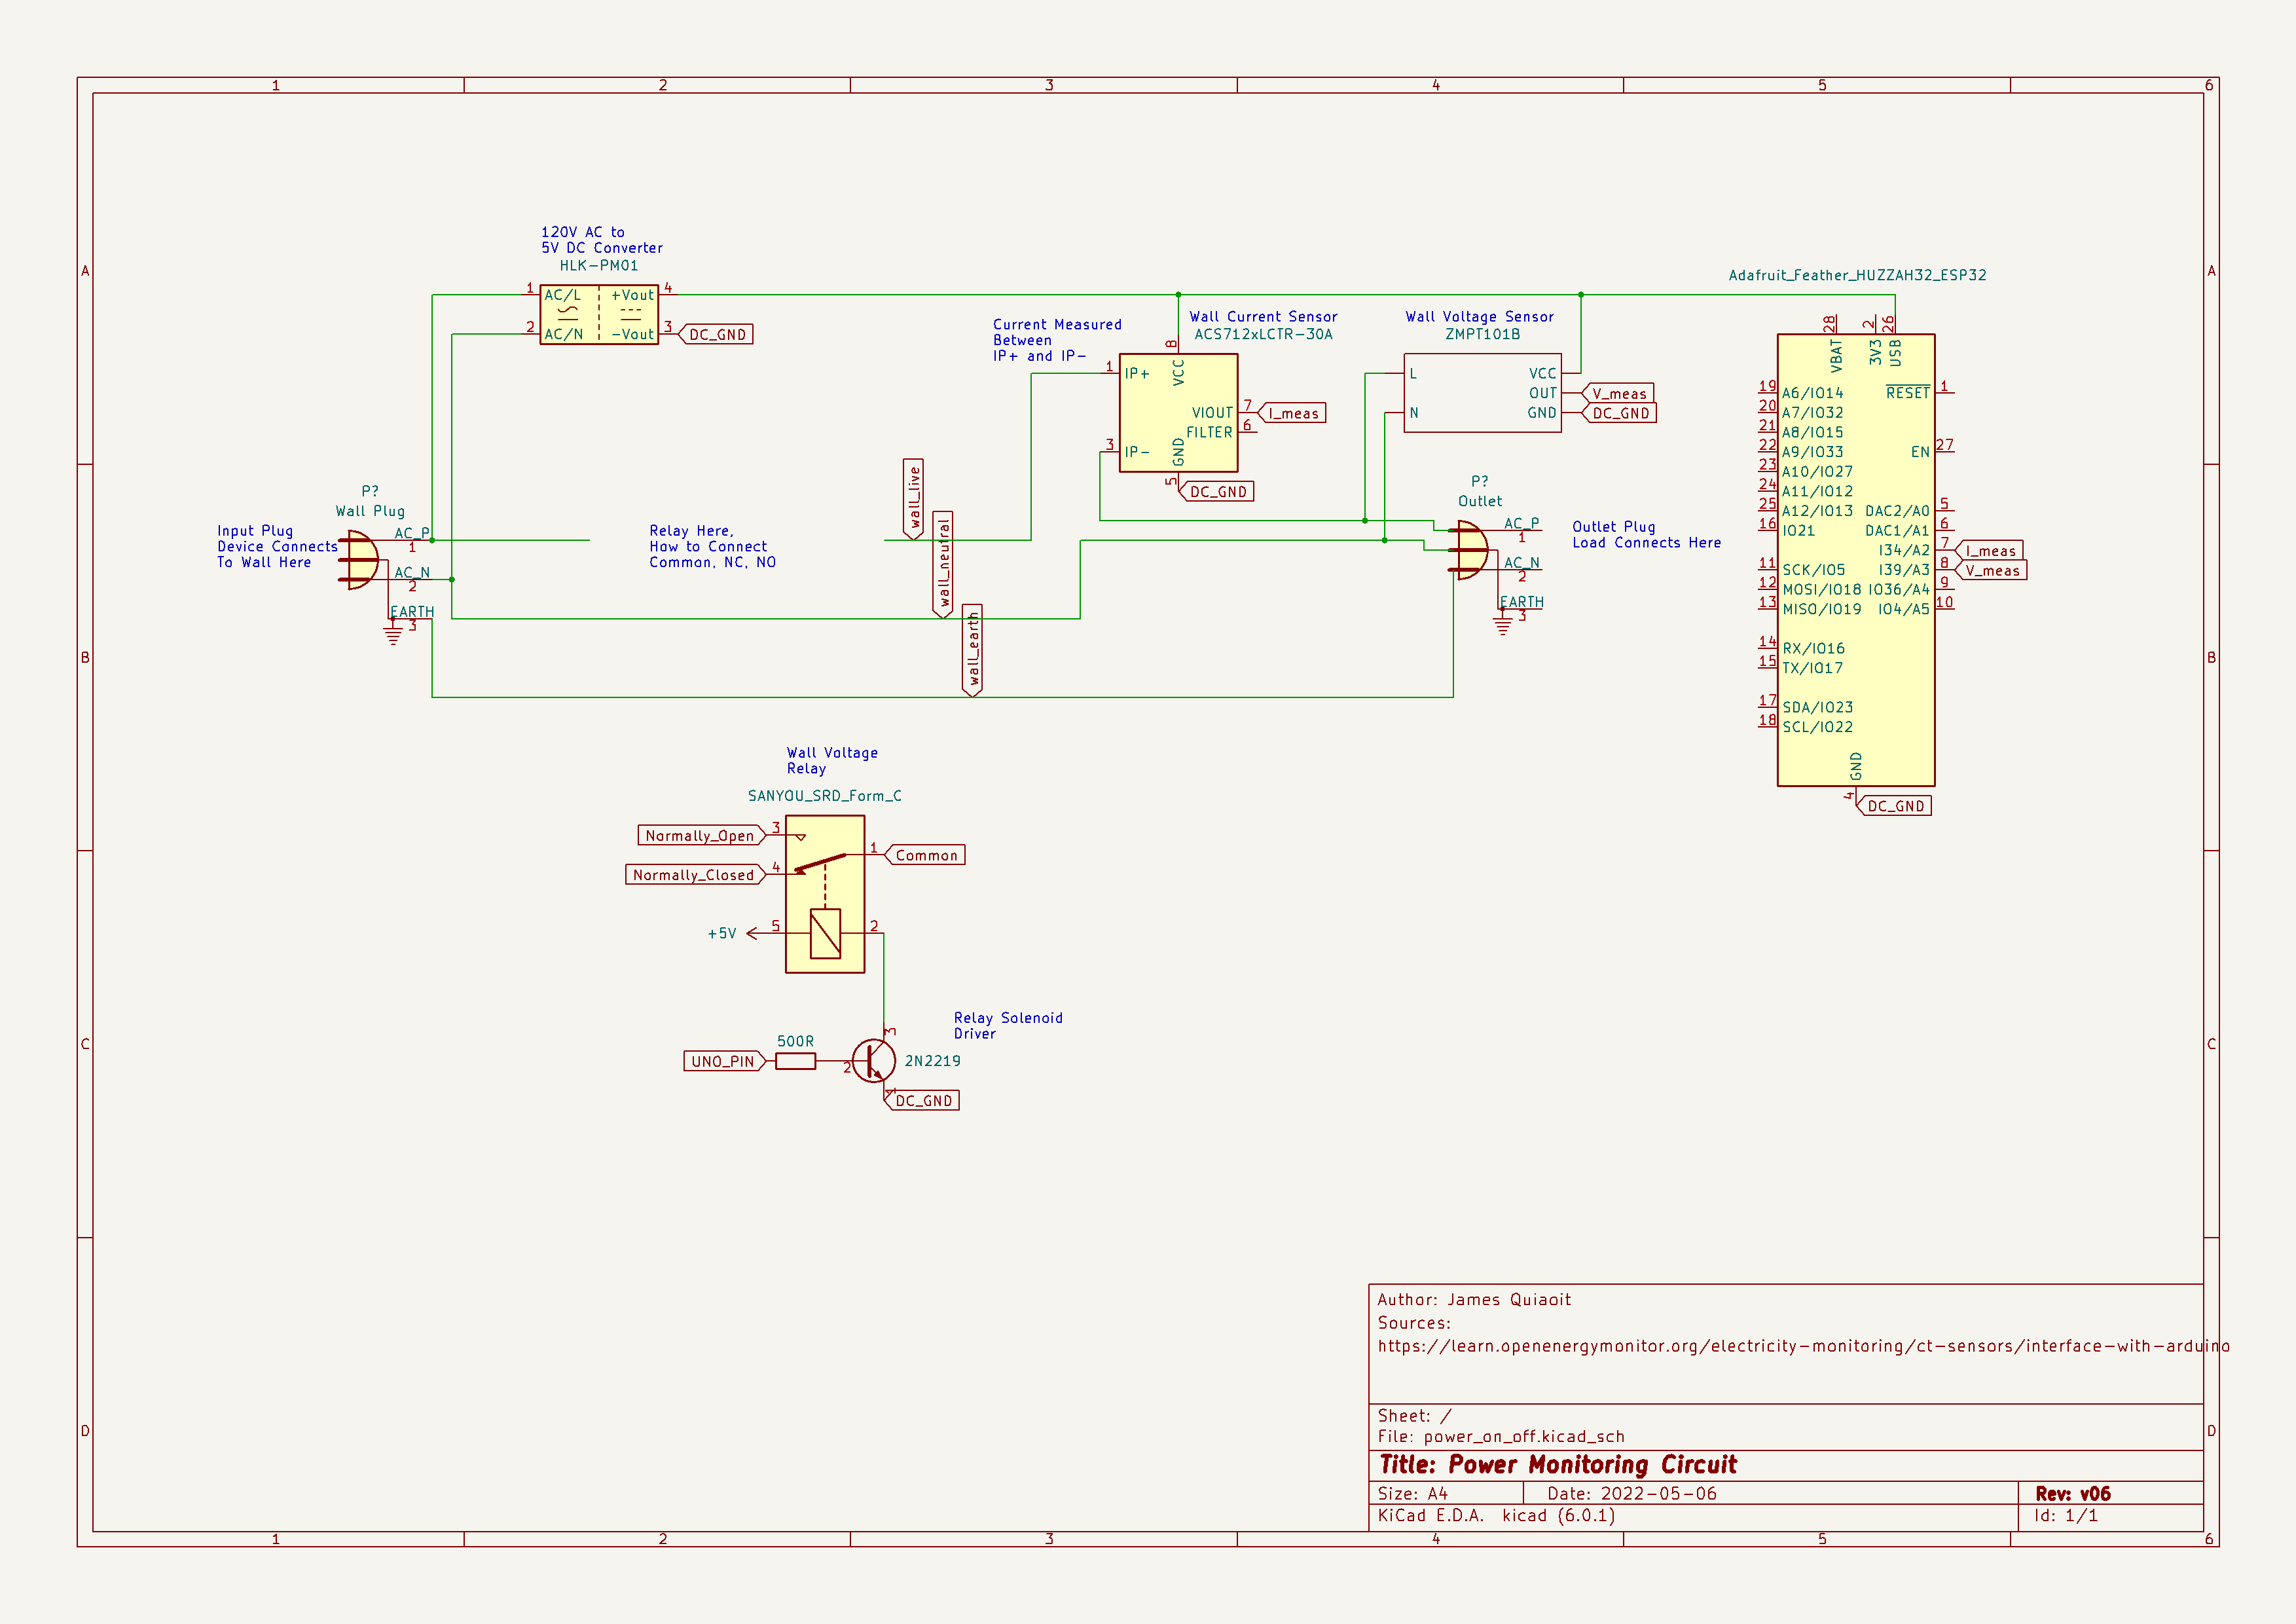 1 2 3 4 5 6
A A
B B
C C
D D
120V AC to
5V DC Converter
HLK-PM01
1 AC/L +Vout 4
2 AC/N -Vout 3
DC_GND
P?
Wall Plug
Input Plug
Device Connects
To Wall Here
AC_P
1
AC_N
2
EARTH
3
Relay Here,
How to Connect
Common, NC, NO
wall_live
wall_neutral
wall_earth
Current Measured
Between
IP+ and IP-
Wall Current Sensor
ACS712xLCTR-30A
8
VCC
1 IP+
VIOUT 7
I_meas
FILTER 6
3 IP-
GND
5
DC_GND
Wall Voltage Sensor
ZMPT101B
L VCC
OUT
V_meas
N GND
DC_GND
P?
Outlet
AC_P
1
AC_N
2
EARTH
3
Outlet Plug
Load Connects Here
Adafruit_Feather_HUZZAH32_ESP32
28 2 26
VBAT 3V3 USB
19 A6/IO14 RESET 1
20 A7/IO32
21 A8/IO15
22 A9/IO33 EN 27
23 A10/IO27
24 A11/IO12
25 A12/IO13 DAC2/A0 5
16 IO21 DAC1/A1 6
I34/A2 7
I_meas
11 SCK/IO5 I39/A3 8
V_meas
12 MOSI/IO18 IO36/A4 9
13 MISO/IO19 IO4/A5 10
14 RX/IO16
15 TX/IO17
17 SDA/IO23
18 SCL/IO22
GND
4
DC_GND
Wall Voltage
Relay
SANYOU_SRD_Form_C
Normally_Open
3
1
Common
Normally_Closed
4
+5V
5
2
Relay Solenoid
Driver
500R
UNO_PIN
2
3
2N2219
1
DC_GND
Author: James Quiaoit
Sources:
https://learn.openenergymonitor.org/electricity-monitoring/ct-sensors/interface-with-arduino
Sheet: /
File: power_on_off.kicad_sch
Title: Power Monitoring Circuit
Size: A4 Date: 2022-05-06 Rev: v06
KiCad E.D.A. kicad (6.0.1) Id: 1/1
1 2 3 4 5 6